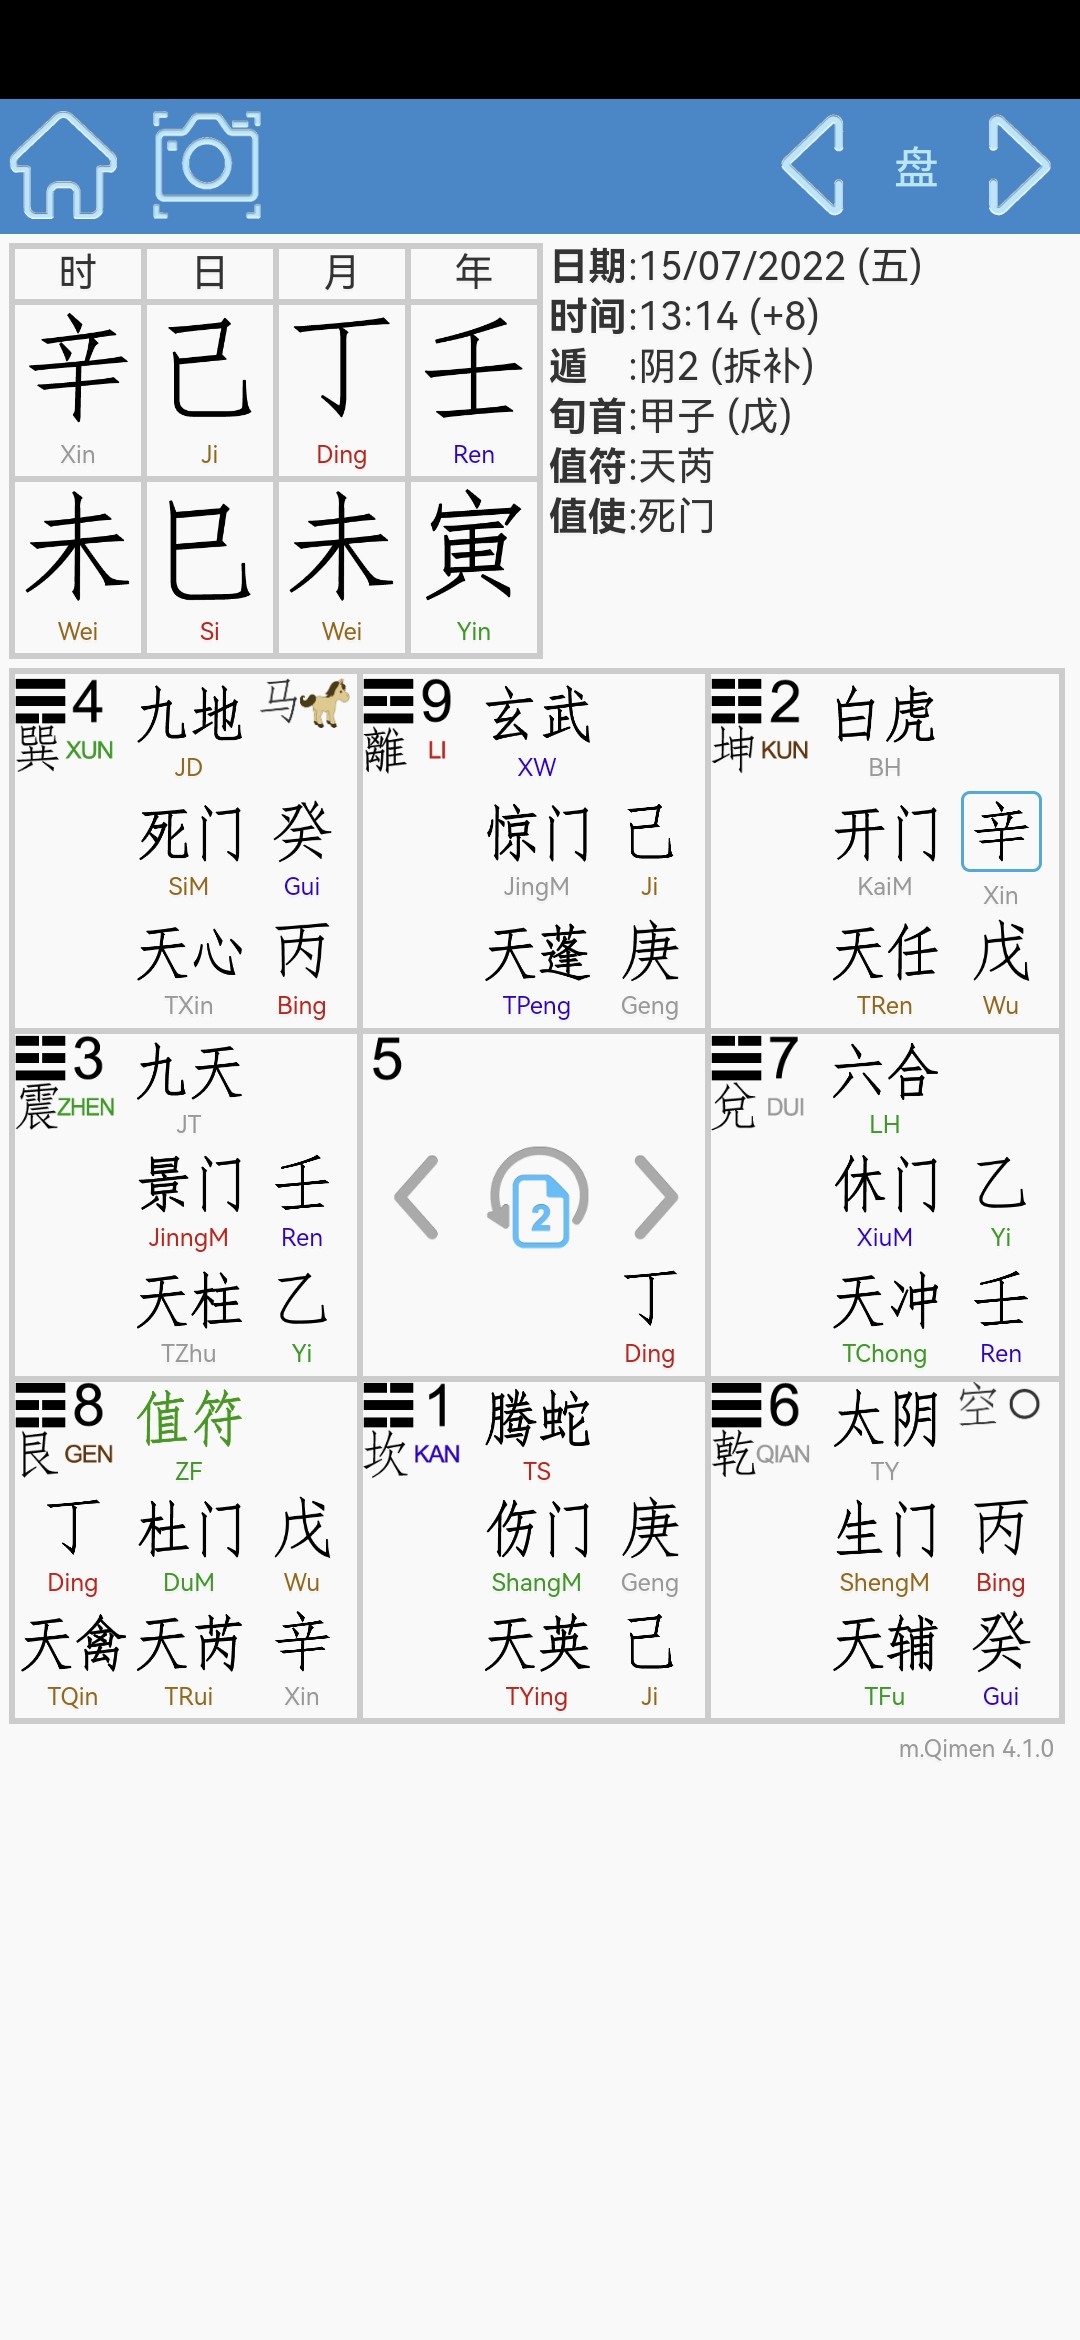 盘
时 日 月 年
辛 己 丁 壬
Xin Ji Ding Ren
未 巳 未 寅
Wei Si Wei Yin
日期:15/07/2022 (五)
时间:13:14 (+8)
遁 :阴2 (拆补)
旬首:甲子 (戊)
值符:天芮
值使:死门
4 九地 马
巽 XUN JD
死门 癸
SiM Gui
天心 丙
TXin Bing
9 玄武
離 LI XW
惊门 己
JingM Ji
天蓬 庚
TPeng Geng
2 白虎
坤 KUN BH
开门 辛
KaiM Xin
天任 戊
TRen Wu
3 九天
震 ZHEN JT
景门 壬
JinngM Ren
天柱 乙
TZhu Yi
5
2
丁
Ding
7 六合
兌 DUI LH
休门 乙
XiuM Yi
天冲 壬
TChong Ren
8 值符
艮 GEN ZF
丁 杜门 戊
Ding DuM Wu
天禽 天芮 辛
TQin TRui Xin
1 腾蛇
坎 KAN TS
伤门 庚
ShangM Geng
天英 己
TYing Ji
6 太阴 空
乾 QIAN TY
生门 丙
ShengM Bing
天辅 癸
TFu Gui
m.Qimen 4.1.0